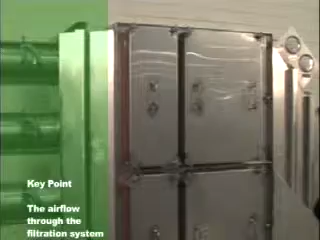 Key Point
The airflow
through the
filtration system